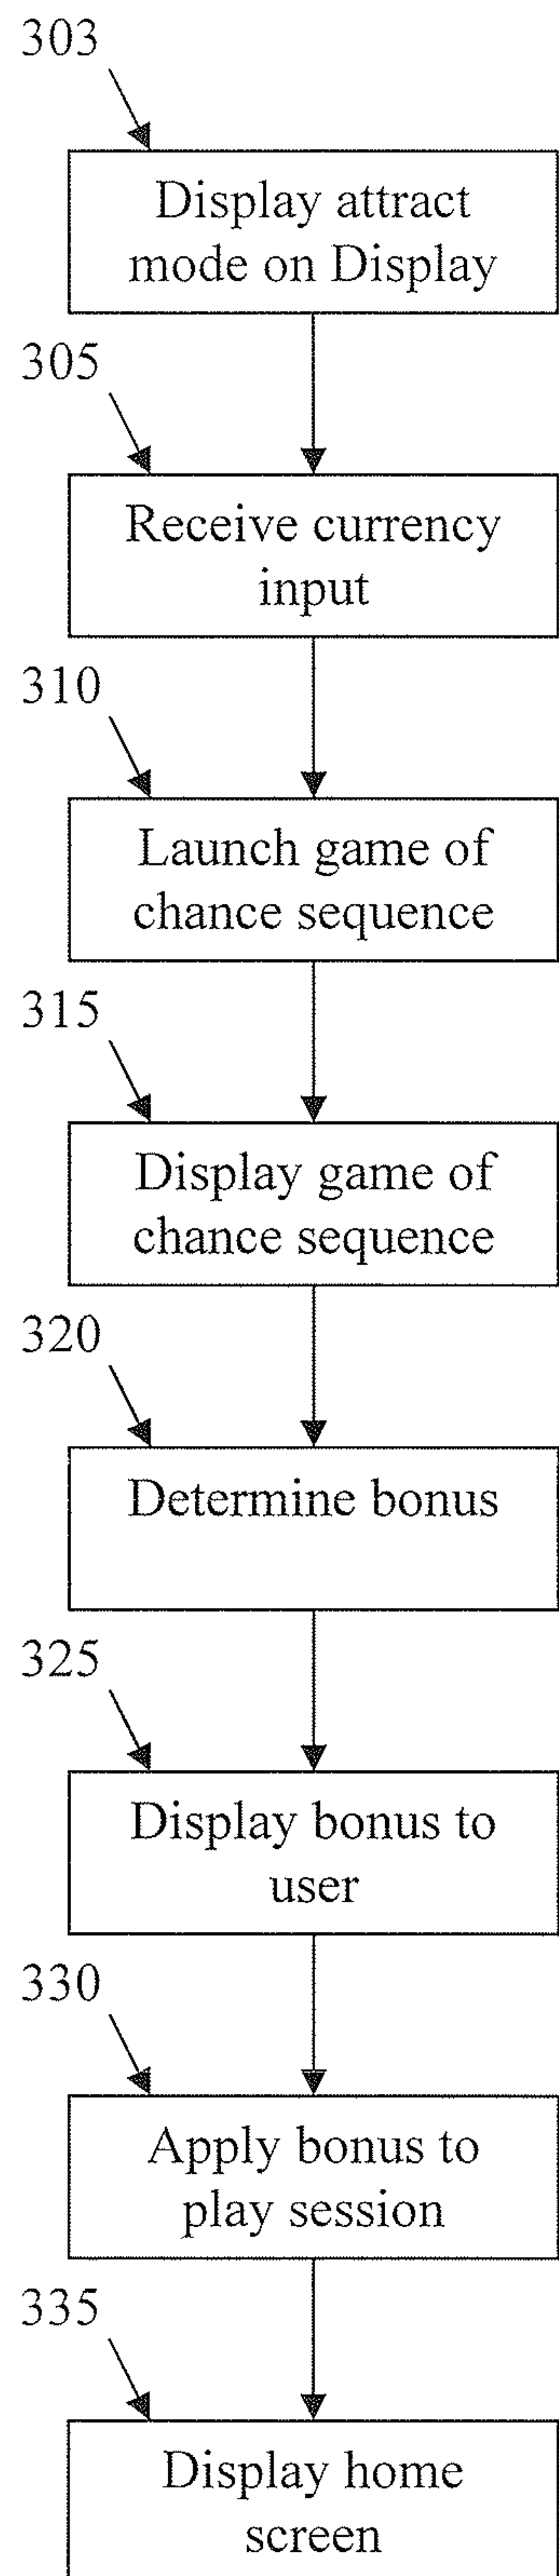 303
Display attract
mode on Display
305
Receive currency
input
310
Launch game of
chance sequence
315
Display game of
chance sequence
320
Determine bonus
325
Display bonus to
user
330
Apply bonus to
play session
335
Display home
screen